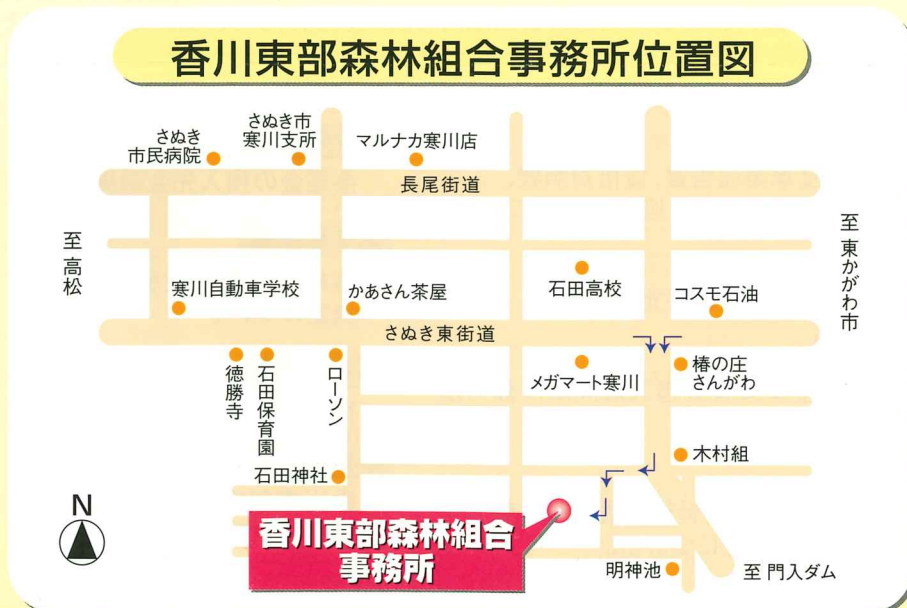 香川東部森林組合事務所位置図
さぬき
市民病院
さぬき市
寒川支所
マルナカ寒川店
長尾街道
至 高松
至 東かがわ市
寒川自動車学校
かあさん茶屋
石田高校
コスモ石油
さぬき東街道
徳勝寺
石田保育園
ローソン
メガマート寒川
椿の庄
さんがわ
石田神社
木村組
N
香川東部森林組合
事務所
明神池
至 門入ダム